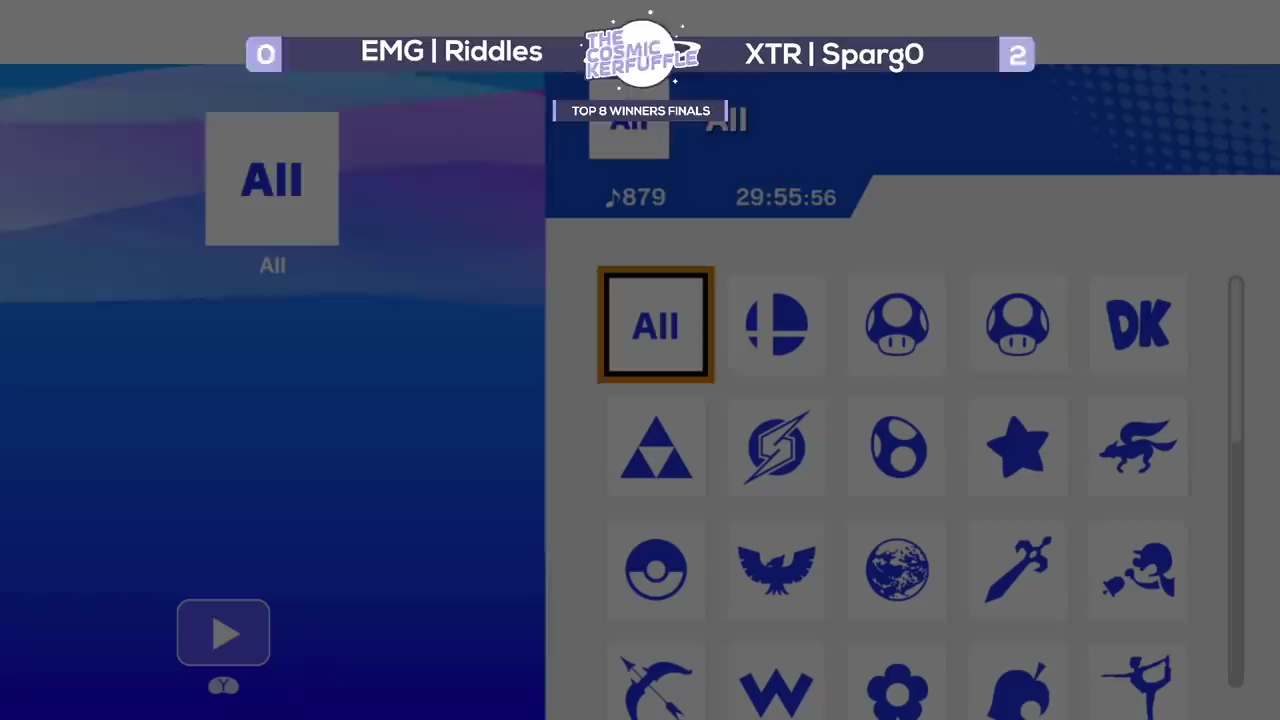 0
EMG | Riddles
THE
COSMIC
KERFUFFLE
XTR | Sparg0
2
TOP 8 WINNERS FINALS
All
All
All
All
♪879
29:55:56
All
DK
Y